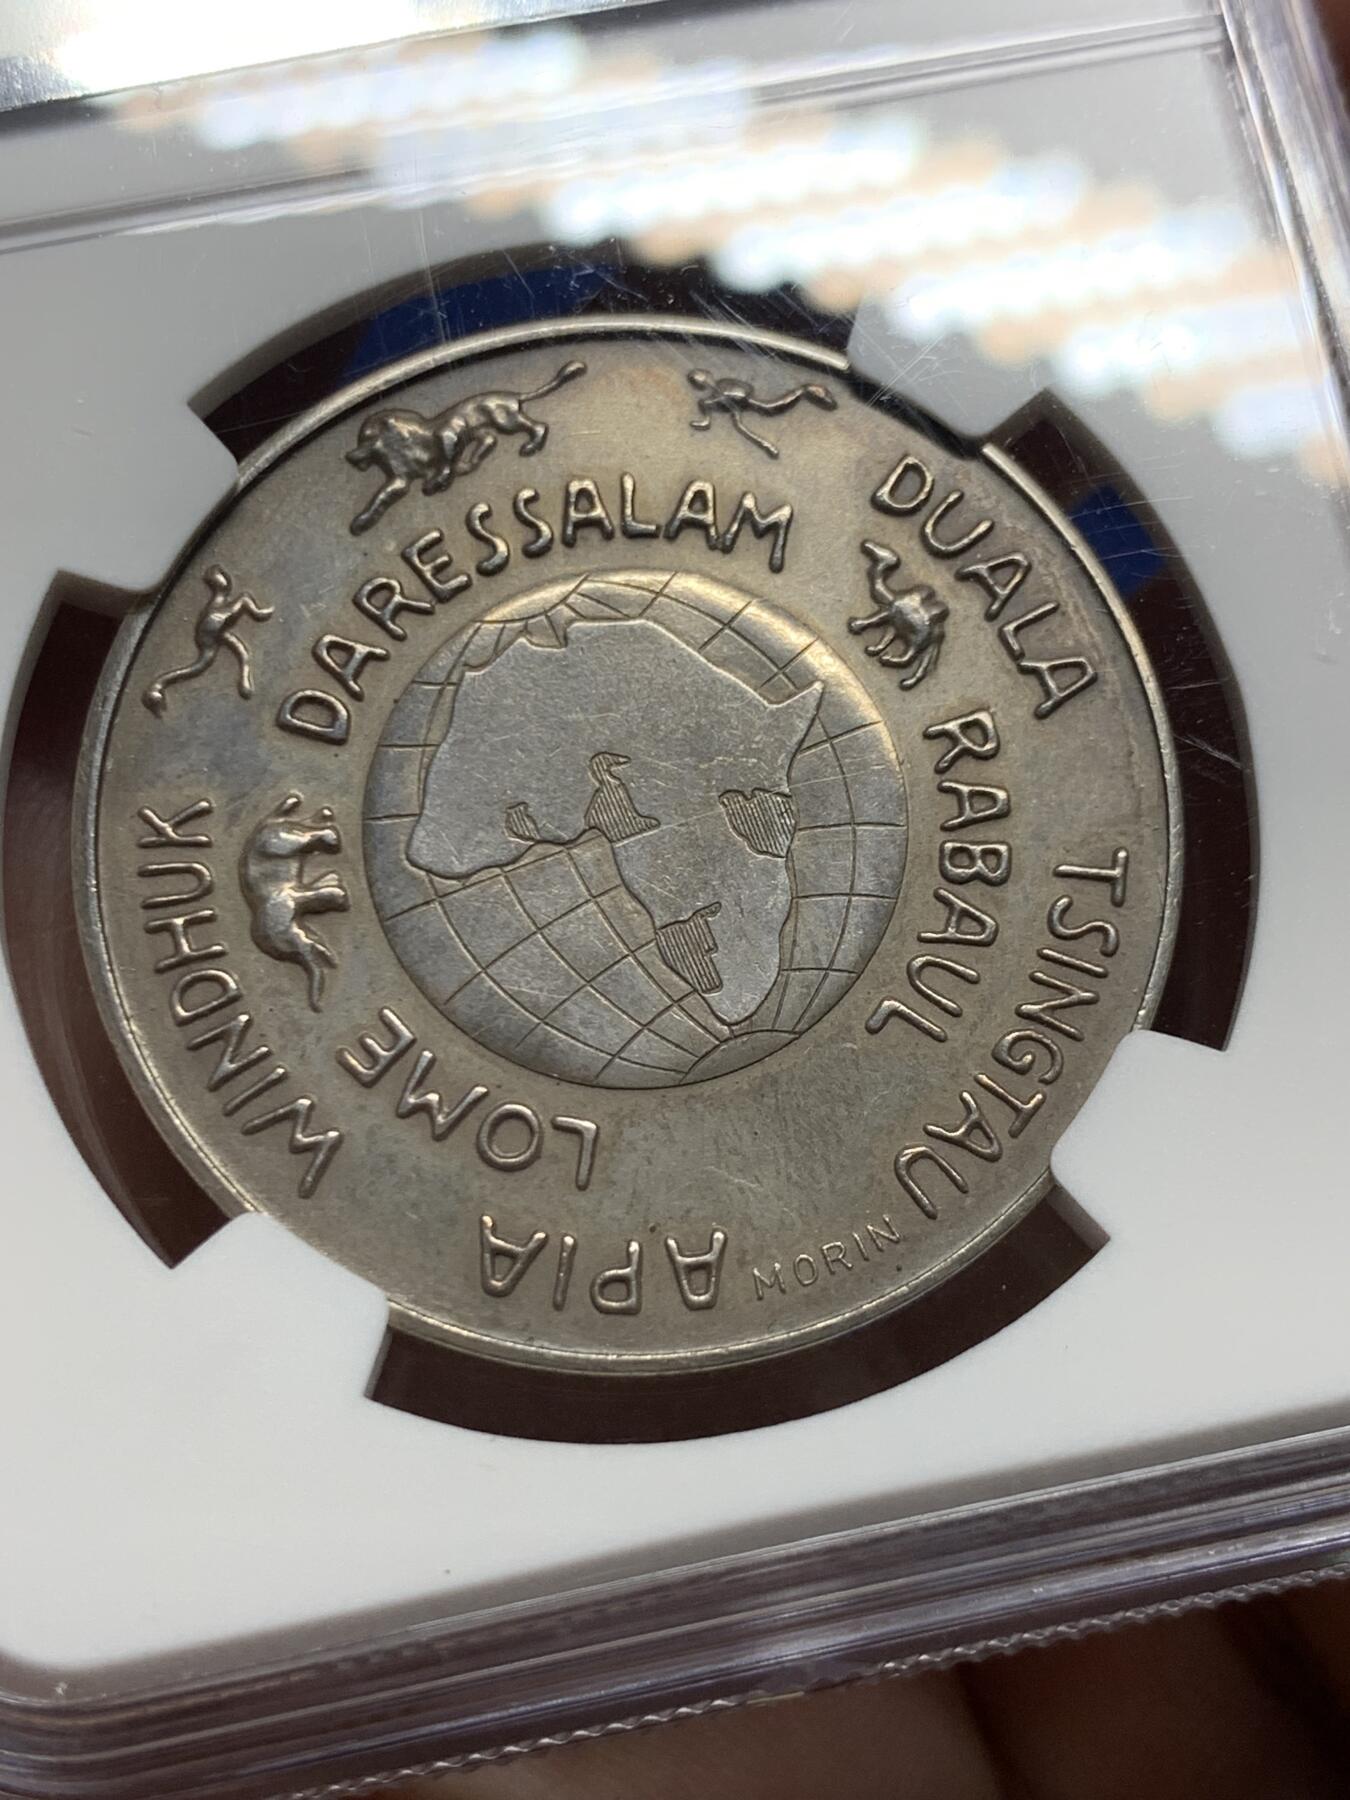 DARESSALAM
DUALA
RABAUL
TSINGTAU
MORIN
APIA
LOME
WINDHUK